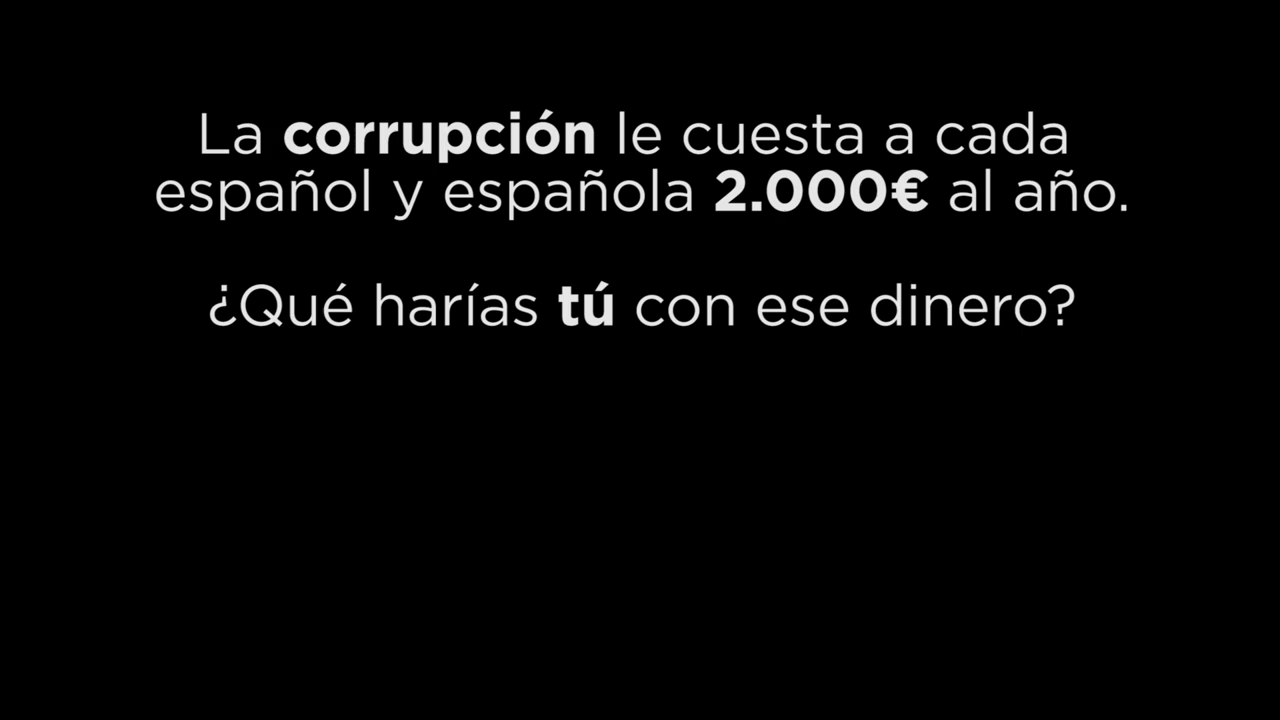 La corrupción le cuesta a cada
español y española 2.000€ al año.
¿Qué harías tú con ese dinero?